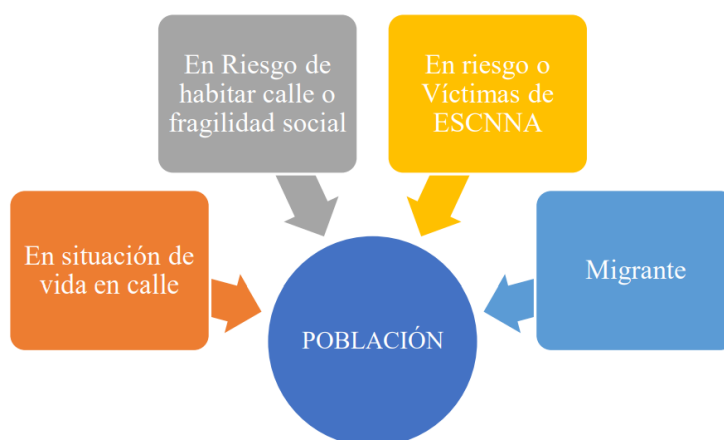 En Riesgo de
habitar calle o
fragilidad social
En riesgo o
Víctimas de
ESCNNA
En situación de
vida en calle
Migrante
POBLACIÓN